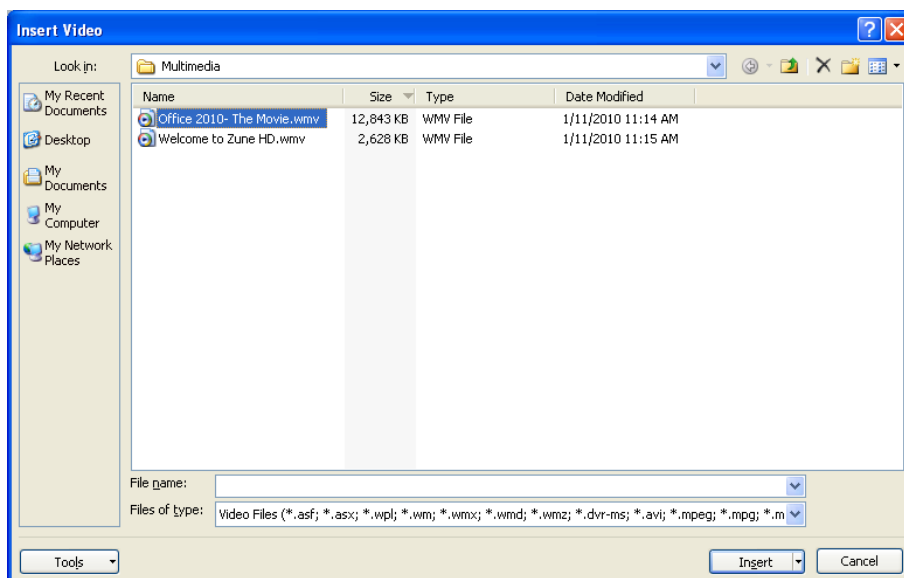 Insert Video
Look in:
Multimedia
My Recent
Documents
Desktop
My
Documents
My
Computer
My Network
Places
Name Size Type Date Modified
Office 2010- The Movie.wmv 12,843 KB WMV File 1/11/2010 11:14 AM
Welcome to Zune HD.wmv 2,628 KB WMV File 1/11/2010 11:15 AM
File name:
Files of type: Video Files (*.asf; *.asx; *.wpl; *.wm; *.wmx; *.wmd; *.wmz; *.dvr-ms; *.avi; *.mpeg; *.mpg; *.m
Tools Insert Cancel